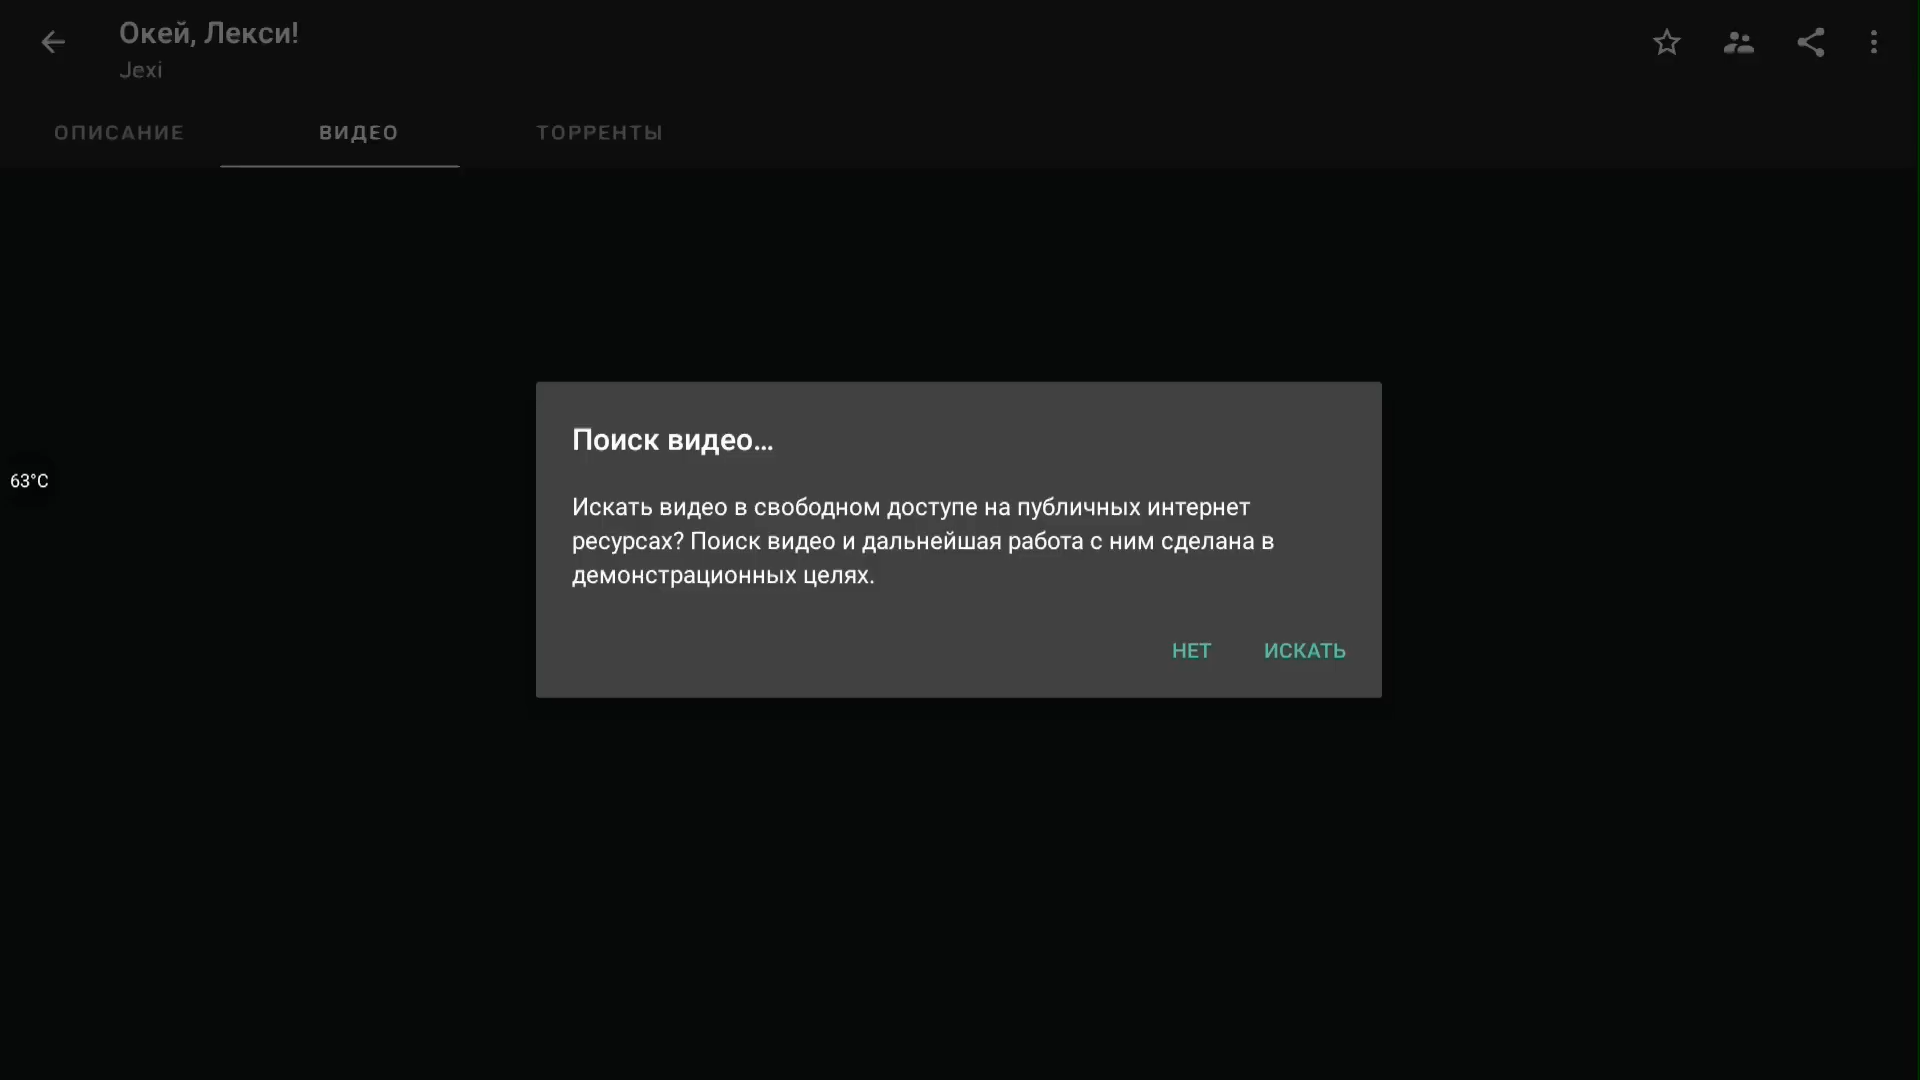 Окей, Лекси!
Jexi
ОПИСАНИЕ
ВИДЕО
ТОРРЕНТЫ
63°C
Поиск видео...
Искать видео в свободном доступе на публичных интернет
ресурсах? Поиск видео и дальнейшая работа с ним сделана в
демонстрационных целях.
НЕТ
ИСКАТЬ